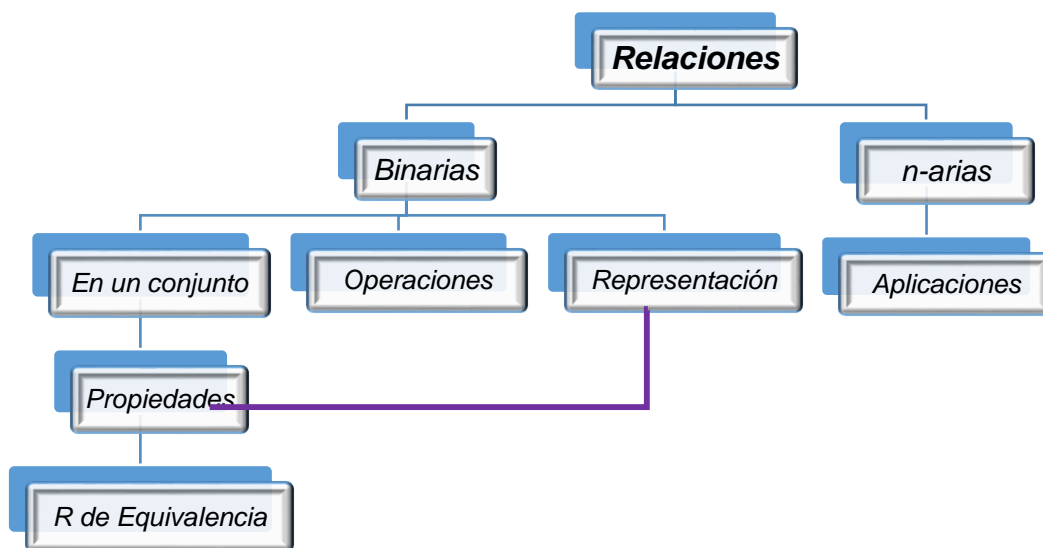 Relaciones
Binarias
n-arias
En un conjunto
Operaciones
Representación
Aplicaciones
Propiedades
R de Equivalencia